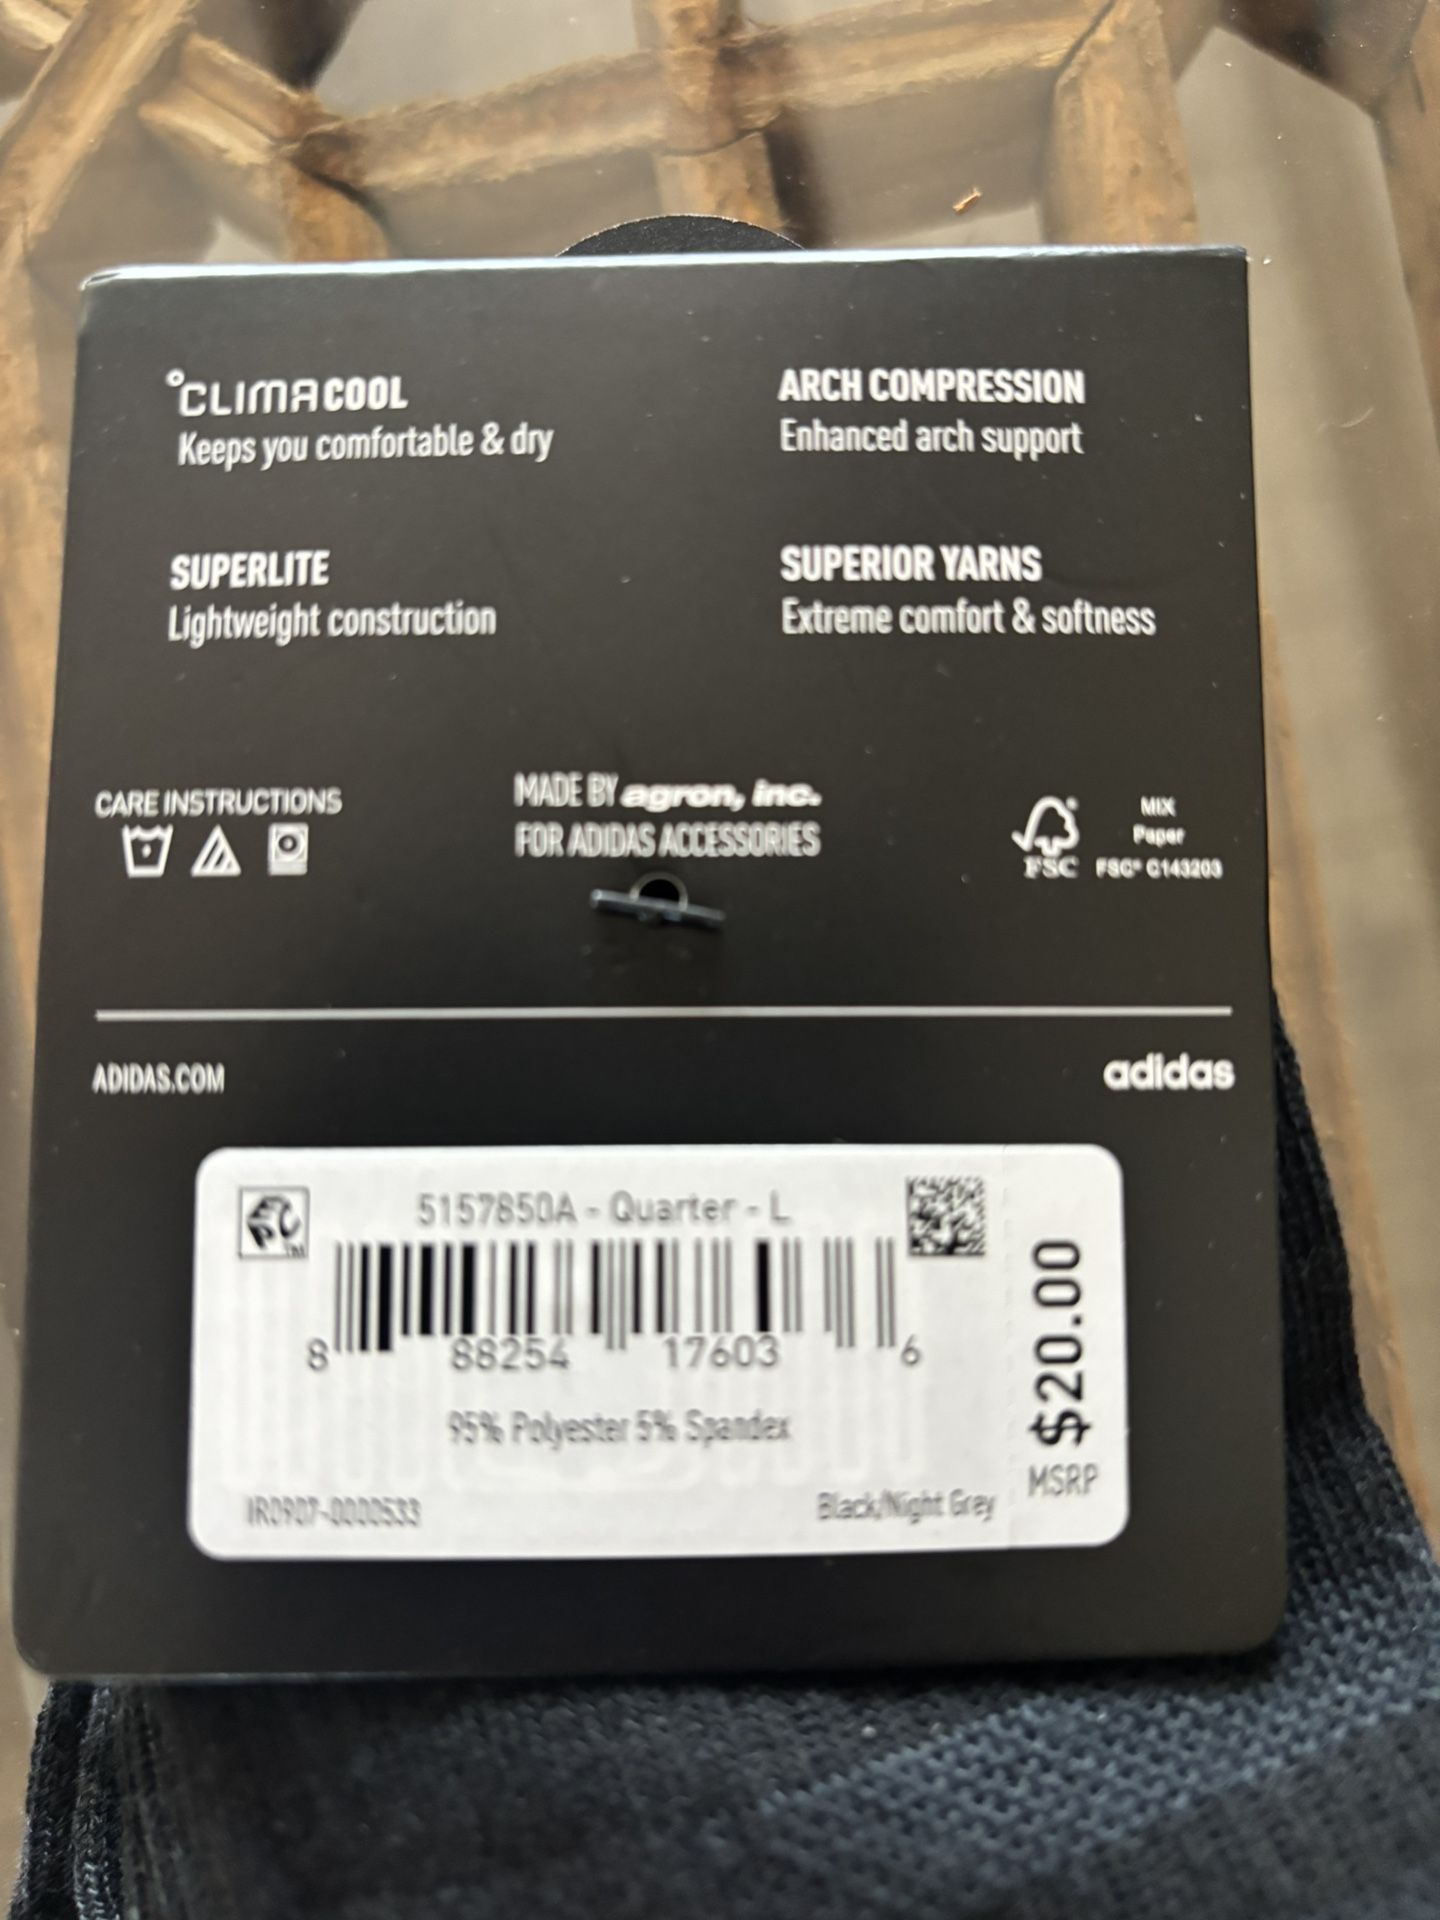 °CLIMACOOL
Keeps you comfortable & dry
ARCH COMPRESSION
Enhanced arch support
SUPERLITE
Lightweight construction
SUPERIOR YARNS
Extreme comfort & softness
CARE INSTRUCTIONS
MADE BY agron, inc.
FOR ADIDAS ACCESSORIES
FSC
MIX
Paper
FSC® C143203
ADIDAS.COM
adidas
5157850A - Quarter - L
8 88254 17603 6
95% Polyester 5% Spandex
IR0907-0000533
Black/Night Grey
$20.00
MSRP